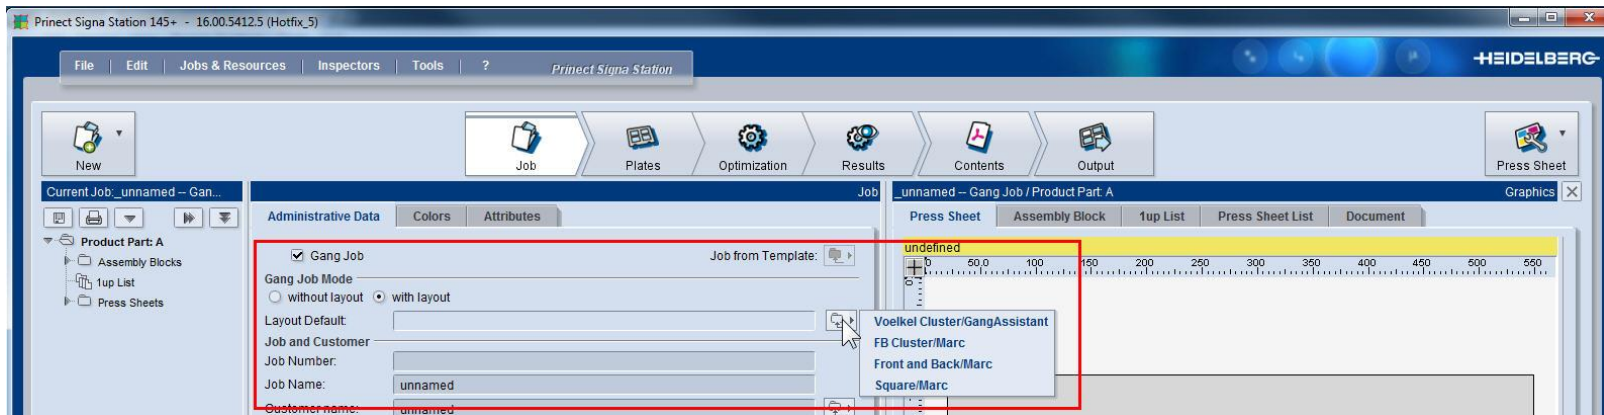 Prinect Signa Station 145+ - 16.00.5412.5 (Hotfix_5)
File Edit Jobs & Resources Inspectors Tools ? Prinect Signa Station
HEIDELBERG
New Job Plates Optimization Results Contents Output Press Sheet
Current Job:_unnamed -- Gan... Job _unnamed -- Gang Job / Product Part: A Graphics
Administrative Data Colors Attributes Press Sheet Assembly Block 1up List Press Sheet List Document
Product Part: A
Assembly Blocks
1up List
Press Sheets
Gang Job Job from Template:
Gang Job Mode
without layout with layout
Layout Default:
Job and Customer
Job Number:
Job Name: unnamed
Customer name: unnamed
undefined
0 50.0 100 150 200 250 300 350 400 450 500 550
0
Voelkel Cluster/GangAssistant
FB Cluster/Marc
Front and Back/Marc
Square/Marc